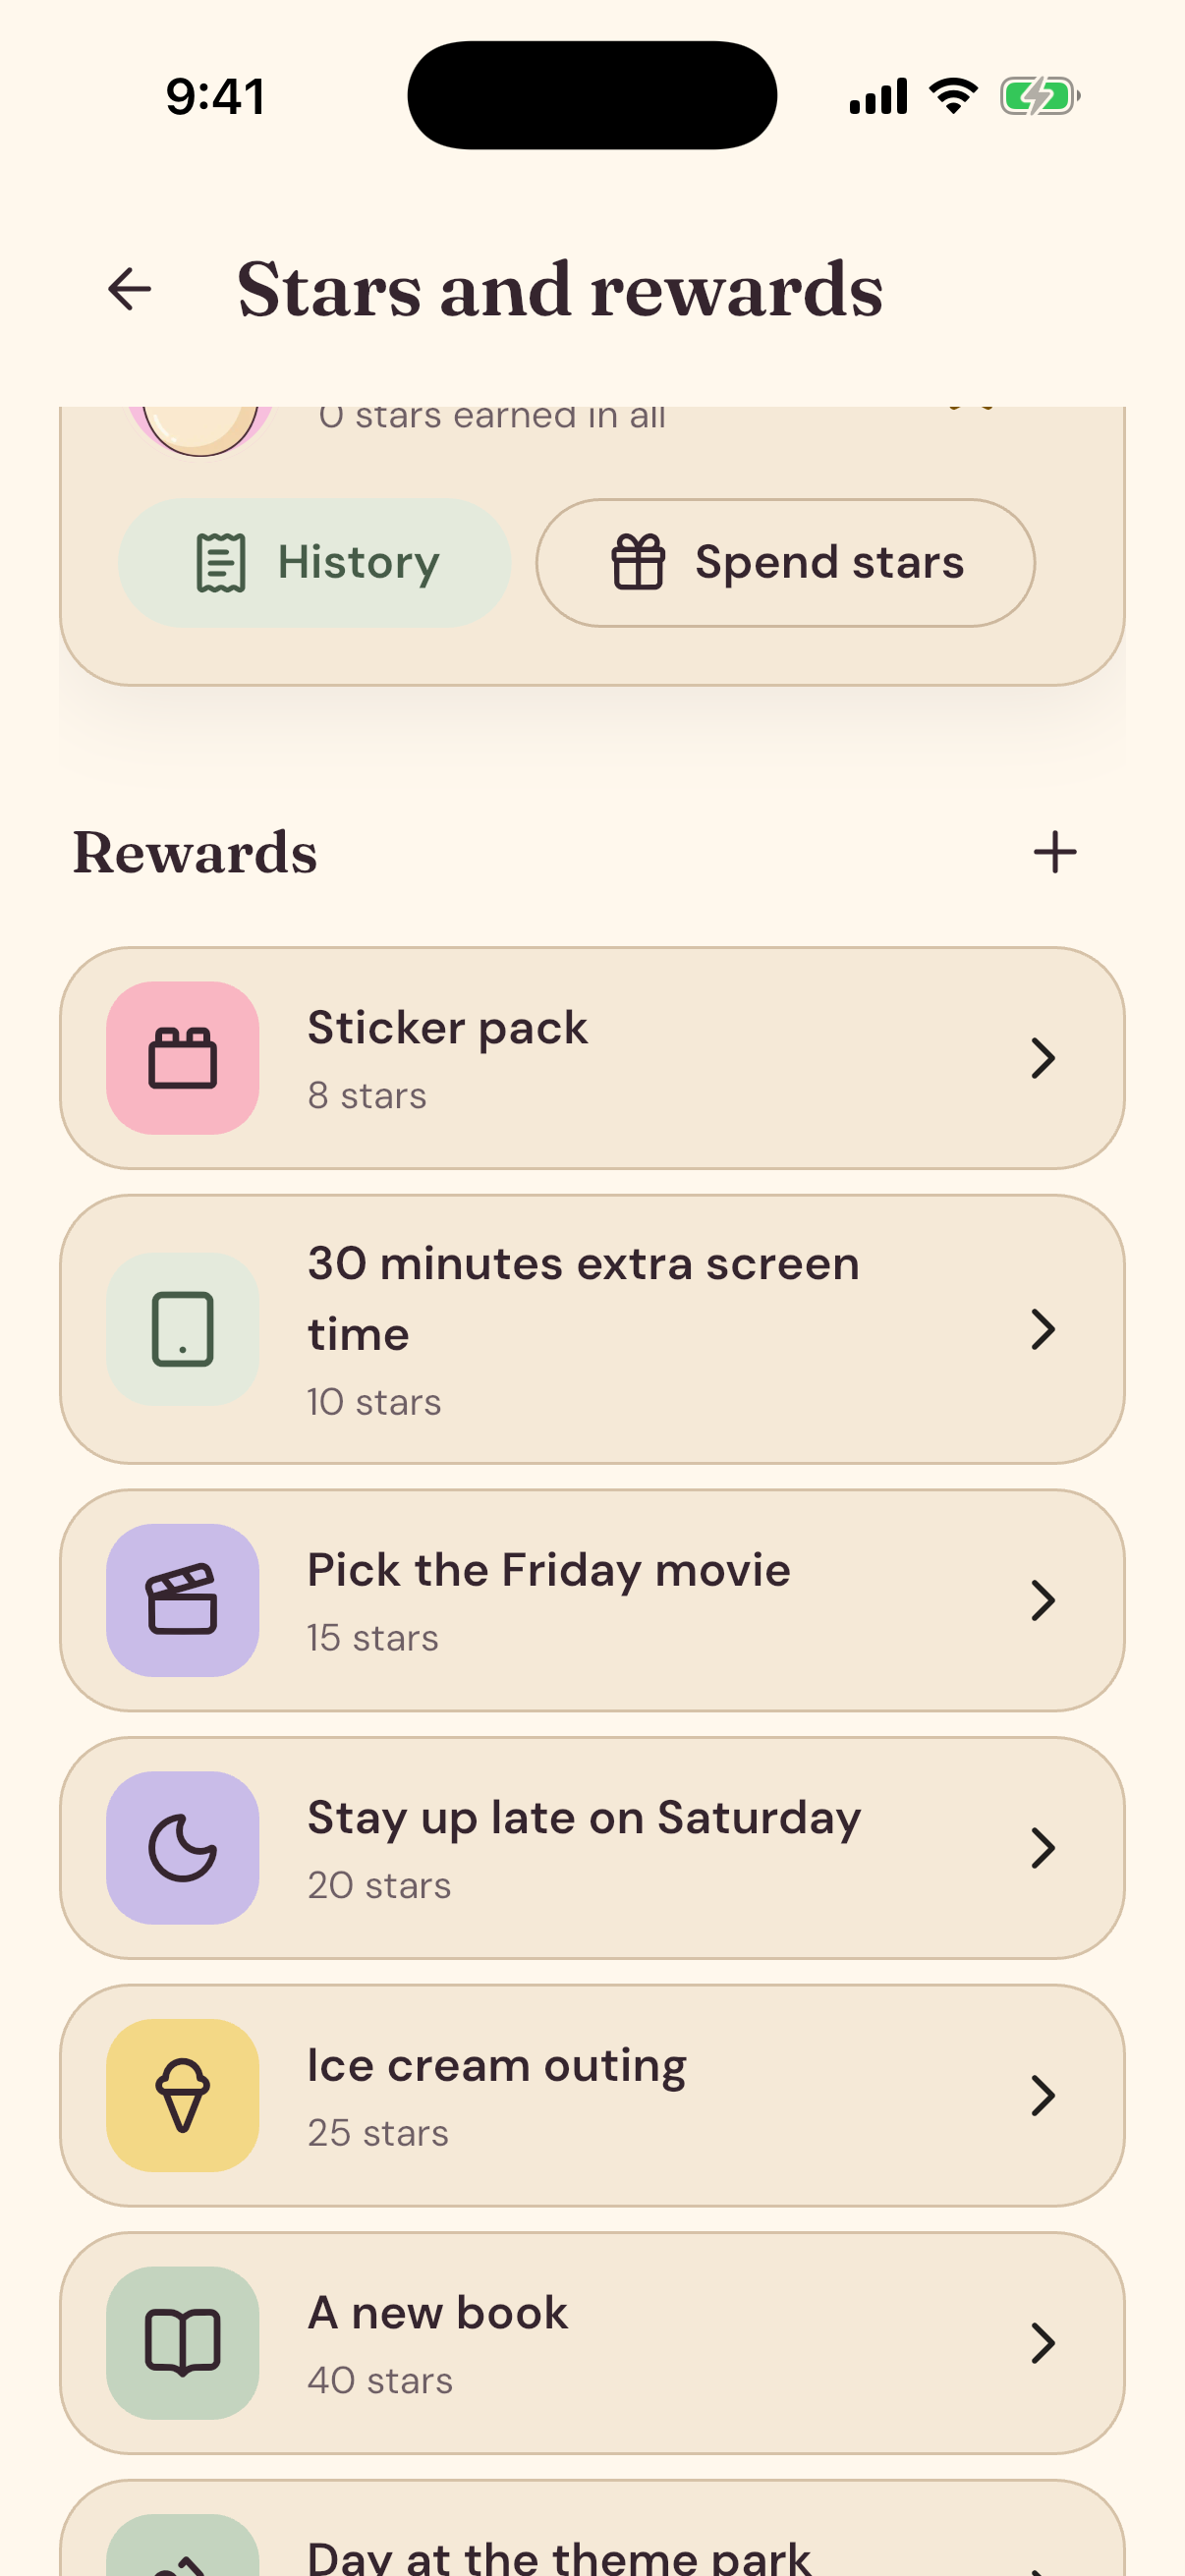 9:41
Stars and rewards
0 stars earned in all
History
Spend stars
Rewards
Sticker pack
8 stars
30 minutes extra screen
time
10 stars
Pick the Friday movie
15 stars
Stay up late on Saturday
20 stars
Ice cream outing
25 stars
A new book
40 stars
Day at the theme park